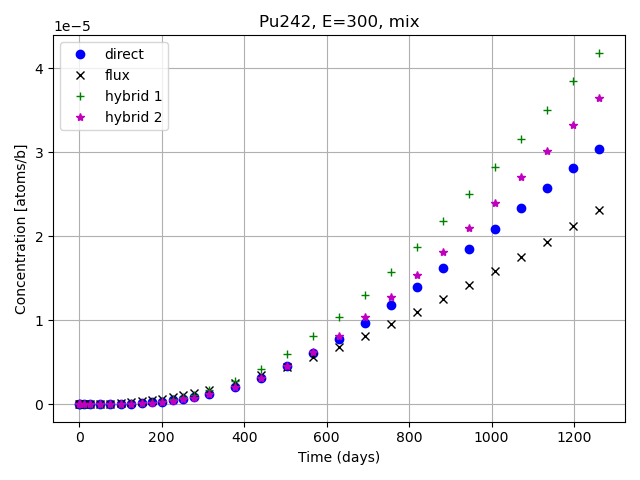 Pu242, E=300, mix
1e−5
direct
flux
hybrid 1
hybrid 2
4
3
2
1
0
Concentration [atoms/b]
0 200 400 600 800 1000 1200
Time (days)